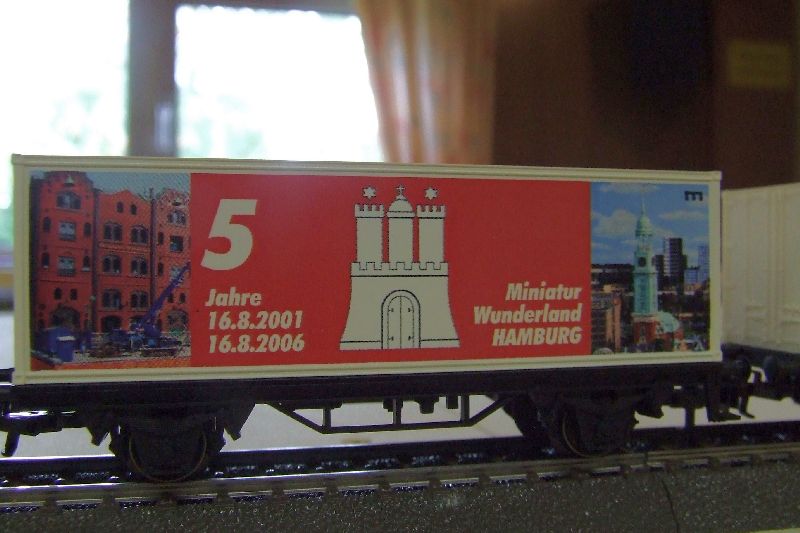 5
Jahre
16.8.2001
16.8.2006
Miniatur
Wunderland
HAMBURG
E